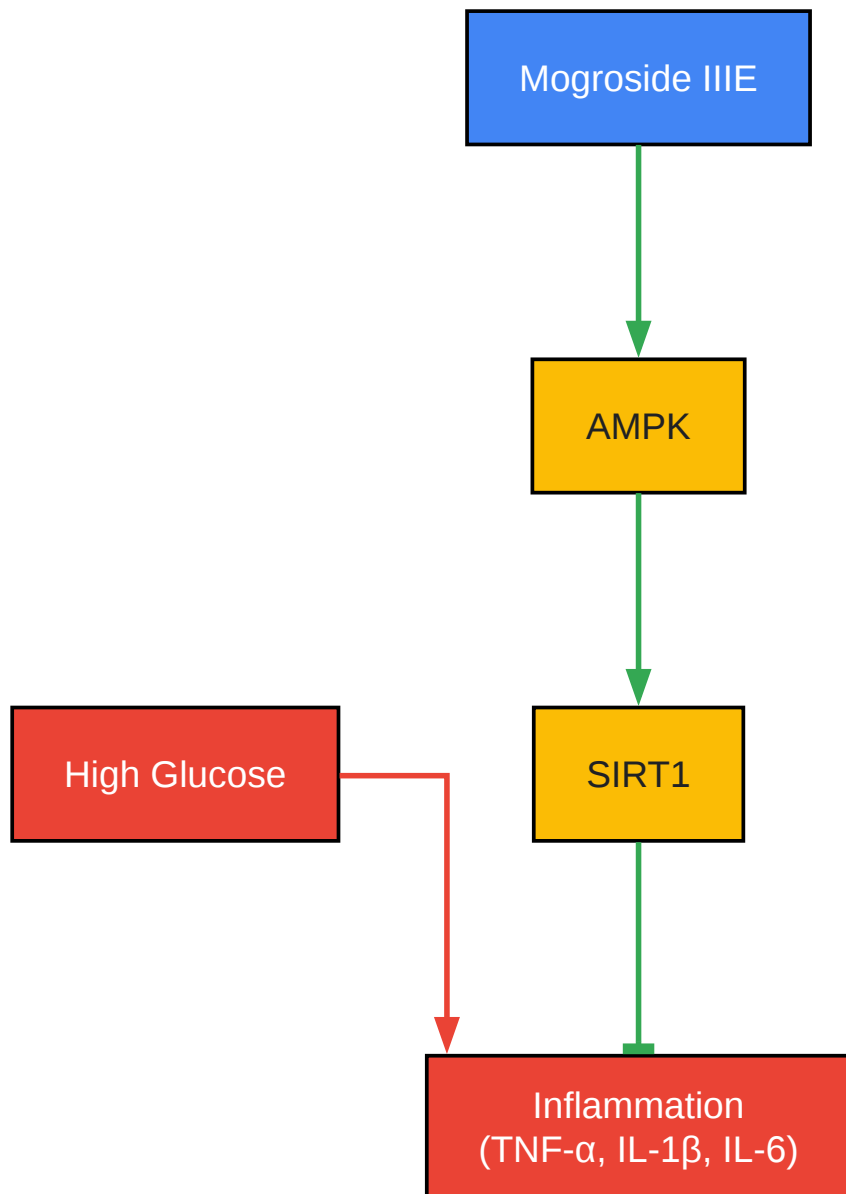 Mogroside IIIE
AMPK
High Glucose
SIRT1
Inflammation
(TNF-α, IL-1β, IL-6)